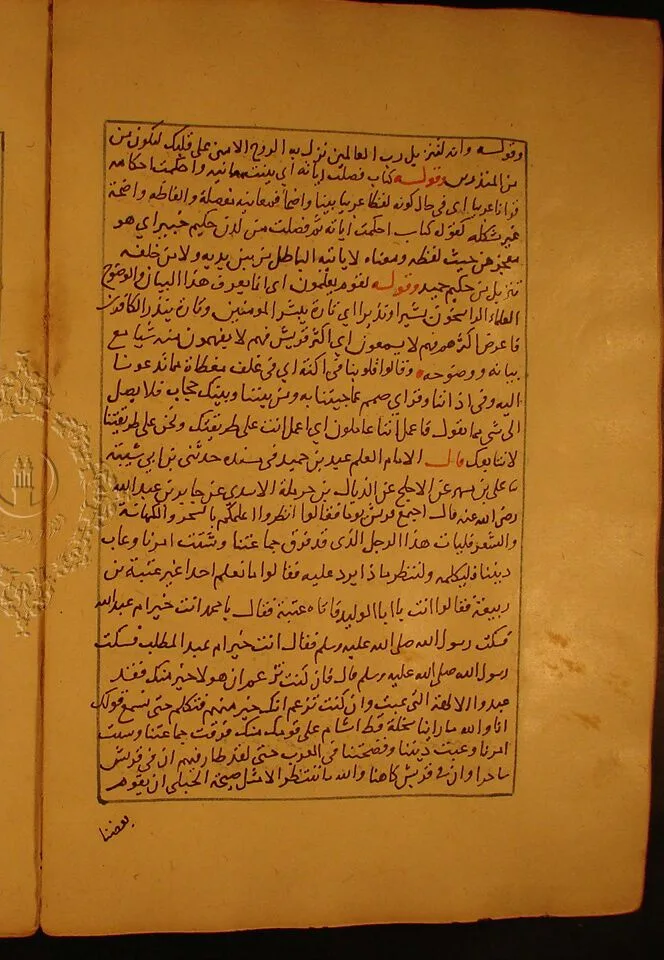 وقوله وانه لتنزيل رب العالمين نزل به الروح الامين على قلبك لتكون من
من المنذرين وقوله كتاب فصلت اياته اي بينت معانيه واحكمت احكامه
قرانا عربيا اي في حال كونه لفظا عربيا بينا واضحا فمعانيه مفصلة والفاظه واضحة
غير مشكلة كقوله كتاب احكمت اياته ثم فصلت من لدن حكيم خبير اي هو
معجز من حيث لفظه ومعناه لا ياتيه الباطل من بين يديه ولا من خلفه
تنزيل من حكيم حميد وقوله لقوم يعلمون اي انما يعرف هذا البيان والوضوح
العلماء الراسخون بشيرا ونذيرا اي تارة يبشر المومنين وتارة ينذر الكافرين
فاعرض اكثرهم فهم لا يسمعون اي اكثر قريش فهم لا يفهمون منه شيا مع
بيانه ووضوحه وقالوا قلوبنا في اكنة اي في غلف مغطاة مما تدعونا
اليه وفي اذاننا وقر اي صمم عما جيتنا به ومن بيننا وبينك حجاب فلا يصل
الى شي مما تقول فاعمل اننا عاملون اي اعمل انت على طريقتك ونحن على طريقتنا
لا نتابعك قال الامام العلم عبد بن حميد في مسنده حدثني بن ابي شيبة
ثنا علي بن مسهر عن الاجلح عن الذيال بن حرملة الاسدي عن جابر بن عبد الله
رضي الله عنه قال اجتمع قريش يوما فقالوا انظروا اعلمكم بالسحر والكهانة
والشعر فليات هذا الرجل الذي قد فرق جماعتنا وشتت امرنا وعاب
ديننا فليكلمه ولننظر ماذا يرد عليه فقالوا ما نعلم احدا غير عتبة بن
ربيعة فقالوا انت يا ابا الوليد فاتاه عتبة فقال يا محمد انت خير ام عبد الله
فسكت رسول الله صلى الله عليه وسلم فقال انت خير ام عبد المطلب فسكت
رسول الله صلى الله عليه وسلم قال فان كنت تزعم ان هولا خير منك فقد
عبدوا الالهة التي عبت وان كنت تزعم انك خير منهم فتكلم حتى نسمع قولك
انا والله ما راينا سخلة قط اشام على قومك منك فرقت جماعتنا وشتت
امرنا وعبت ديننا وفضحتنا في العرب حتى لقد طار فيهم ان في قريش
ساحرا وان في قريش كاهنا والله ما ننتظر الا مثل صيحة الحبلى ان يقوم
بعضنا